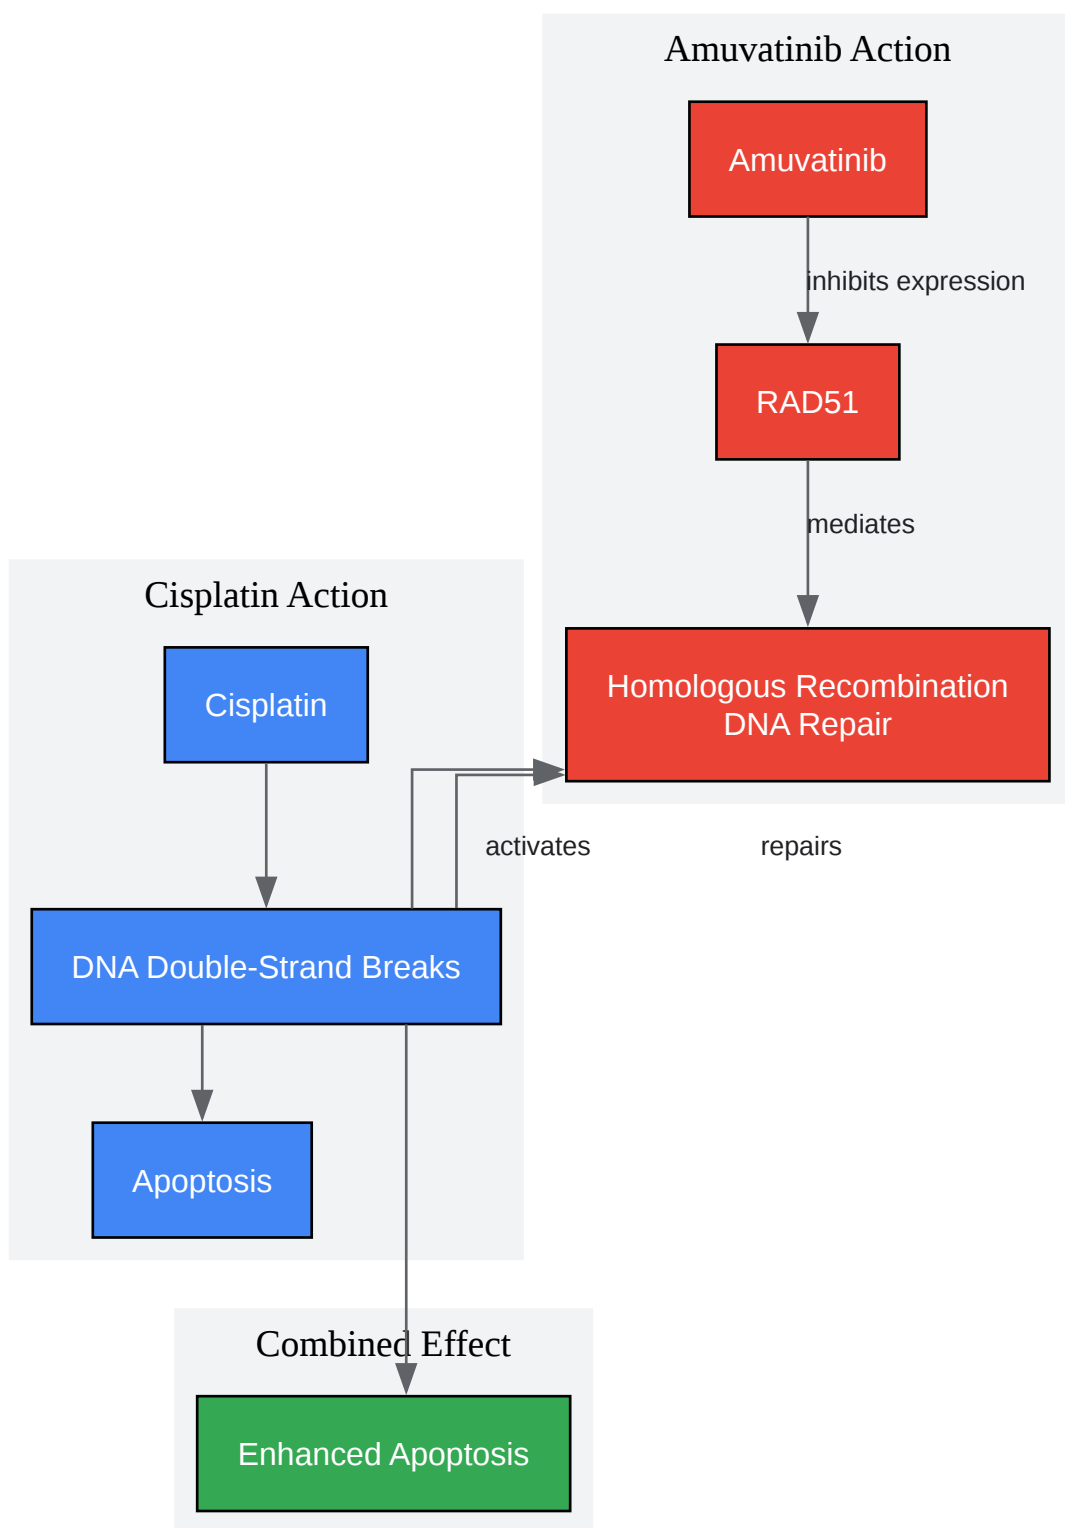 Amuvatinib Action
Amuvatinib
inhibits expression
RAD51
mediates
Homologous Recombination
DNA Repair
Cisplatin Action
Cisplatin
activates
repairs
DNA Double-Strand Breaks
Apoptosis
Combined Effect
Enhanced Apoptosis